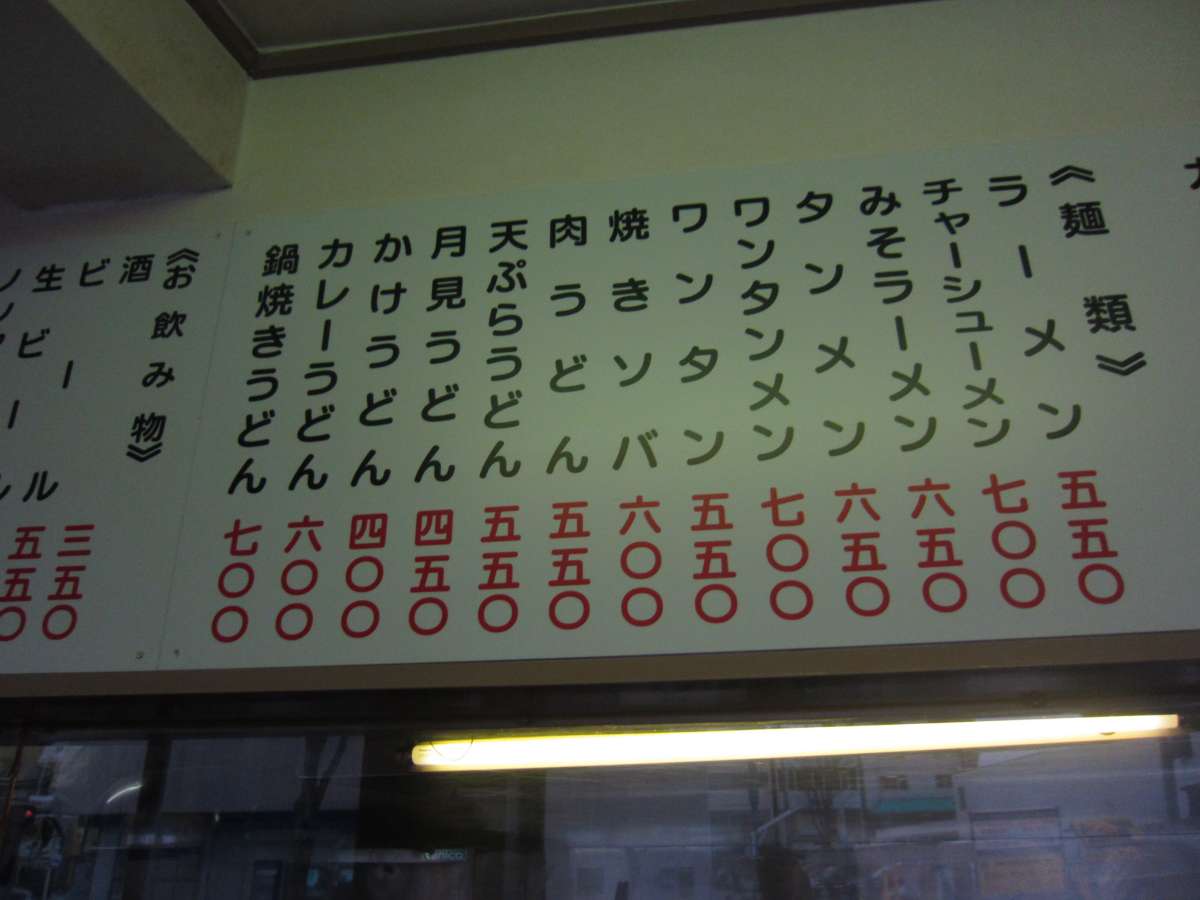 《麺類》
ラーメン 五五〇
チャーシューメン 七〇〇
みそラーメン 六五〇
タンメン 六五〇
ワンタンメン 七〇〇
ワンタン 五五〇
焼きソバ 六〇〇
肉うどん 五五〇
天ぷらうどん 五五〇
月見うどん 四五〇
かけうどん 四〇〇
カレーうどん 六〇〇
鍋焼きうどん 七〇〇
《お飲み物》
酒 三五〇
ビール 五五〇
生ビール